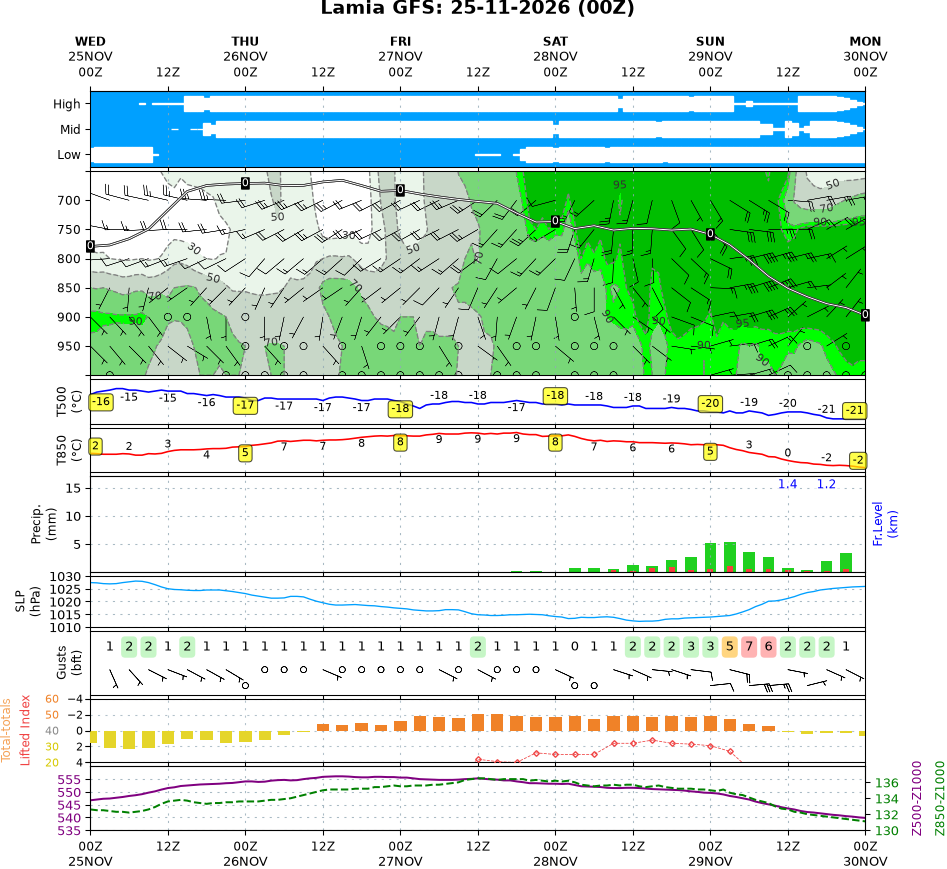 Lamia GFS: 25-11-2026 (00Z)
WED THU FRI SAT SUN MON
25NOV 26NOV 27NOV 28NOV 29NOV 30NOV
00Z 12Z 00Z 12Z 00Z 12Z 00Z 12Z 00Z 12Z 00Z
High
Mid
Low
700
750
800
850
900
950
50 30 30 50 50 70 70 70 70 90 95 50 70 90 95 90 90 95 90 90
0 0 0 0 0 0
T500 (°C)
-16 -15 -15 -16 -17 -17 -17 -17 -18 -18 -18 -17 -18 -18 -18 -19 -20 -19 -20 -21 -21
T850 (°C)
2 2 3 4 5 7 7 8 8 9 9 9 8 7 6 6 5 3 0 -2 -2
Precip. (mm)
15
10
5
1.4 1.2
Fr.Level (km)
SLP (hPa)
1030
1025
1020
1015
1010
Gusts (bft)
1 2 2 1 2 1 1 1 1 1 1 1 1 1 1 1 1 1 1 2 1 1 1 1 0 1 1 2 2 2 3 3 5 7 6 2 2 2 1
Total-totals
Lifted Index
60 -4
50 -2
40 0
30 2
20 4
555
550
545
540
535
136
134
132
130
Z500-Z1000
Z850-Z1000
00Z 12Z 00Z 12Z 00Z 12Z 00Z 12Z 00Z 12Z 00Z
25NOV 26NOV 27NOV 28NOV 29NOV 30NOV